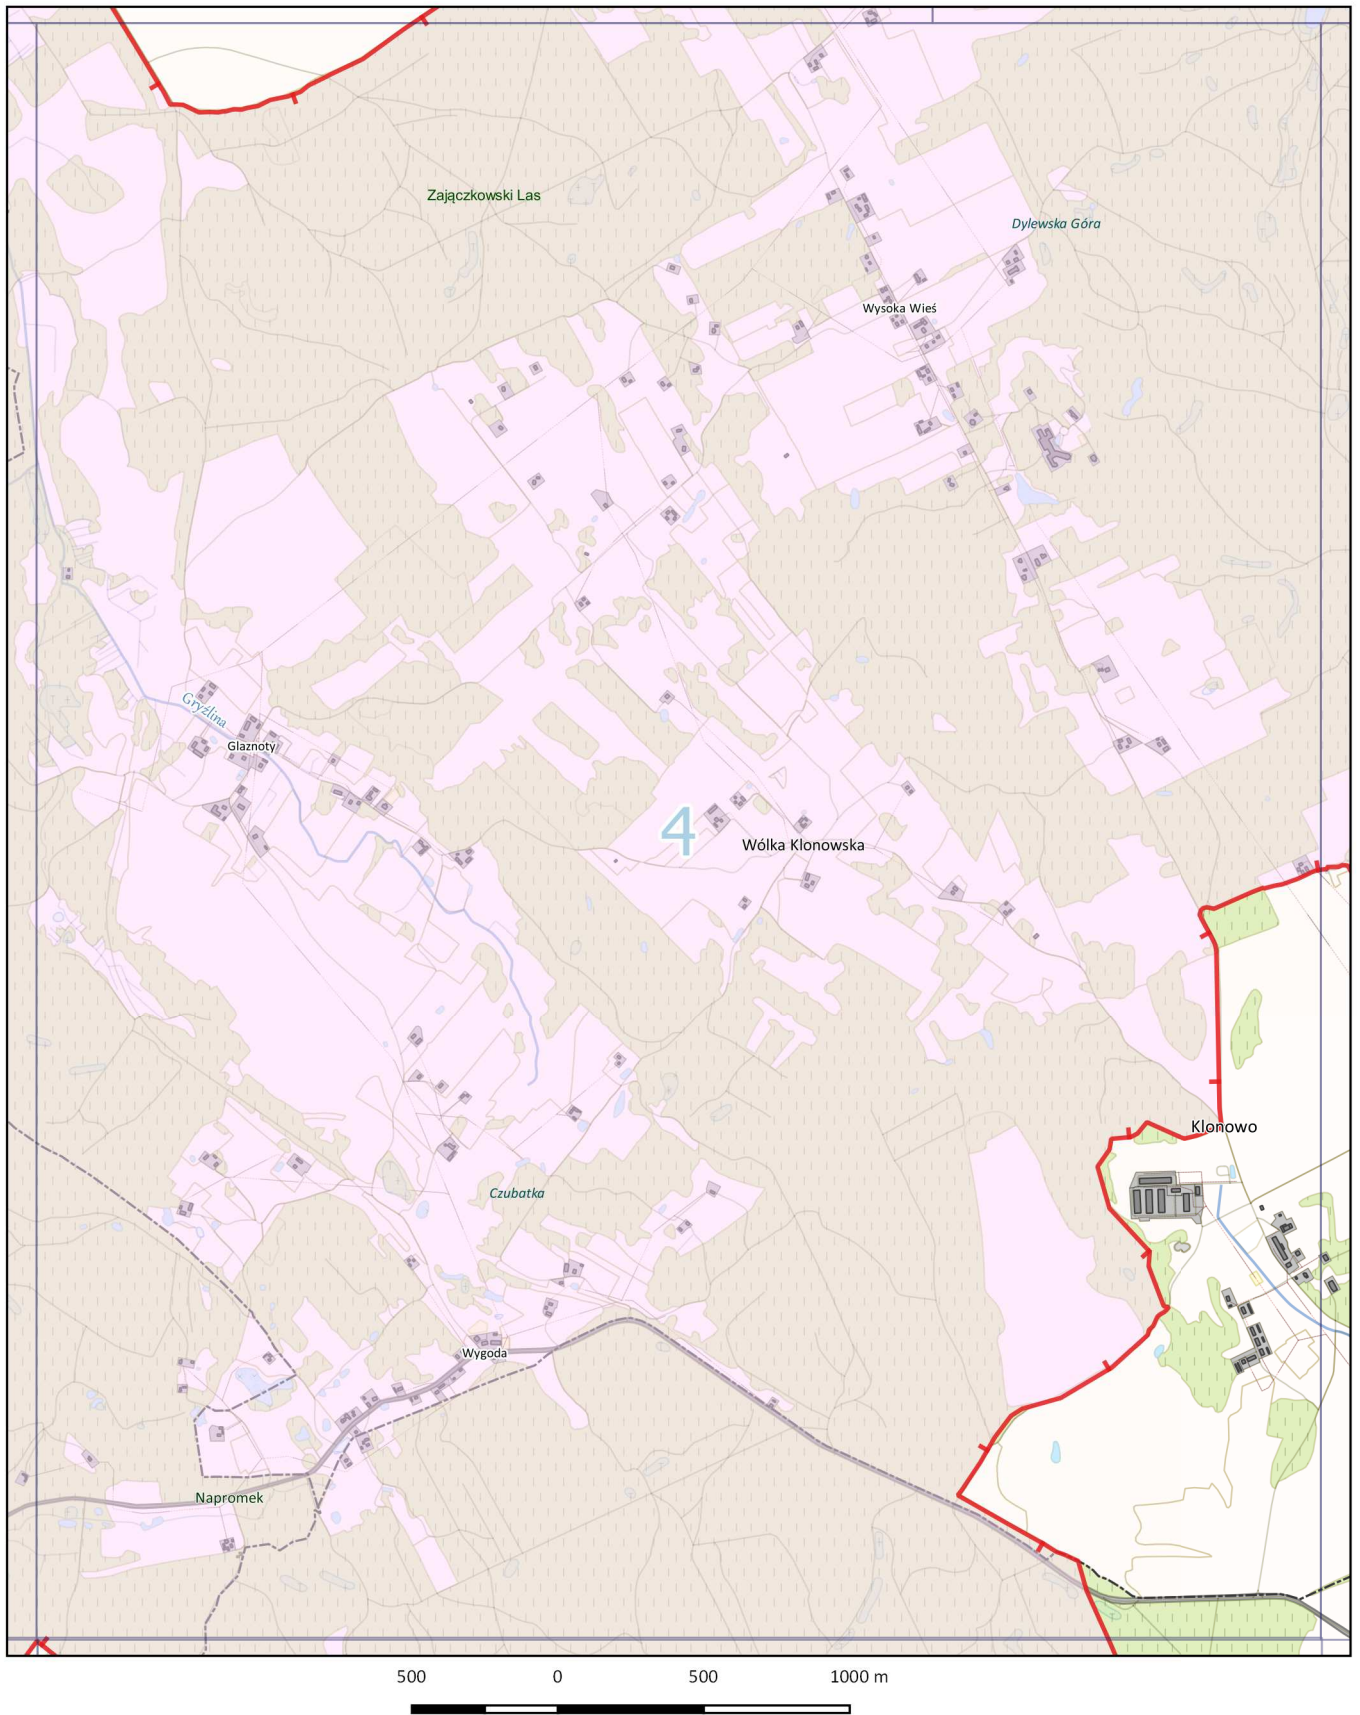 Zajączkowski Las
Dylewska Góra
Wysoka Wieś
Gryźlina
Glaznoty
4
Wólka Klonowska
Klonowo
Czubatka
Wygoda
Napromek
500 0 500 1000 m